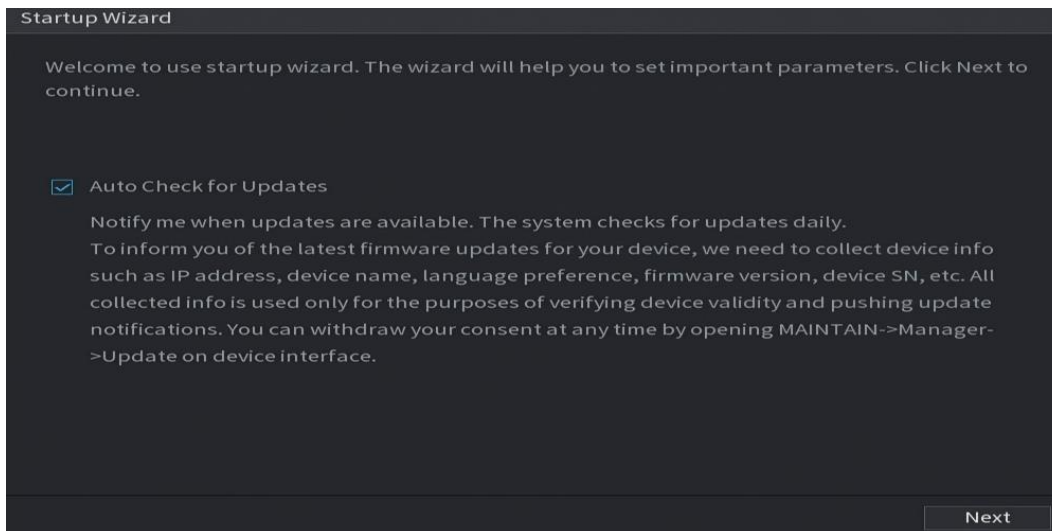 Startup Wizard
Welcome to use startup wizard. The wizard will help you to set important parameters. Click Next to
continue.
Auto Check for Updates
Notify me when updates are available. The system checks for updates daily.
To inform you of the latest firmware updates for your device, we need to collect device info
such as IP address, device name, language preference, firmware version, device SN, etc. All
collected info is used only for the purposes of verifying device validity and pushing update
notifications. You can withdraw your consent at any time by opening MAINTAIN->Manager-
>Update on device interface.
Next